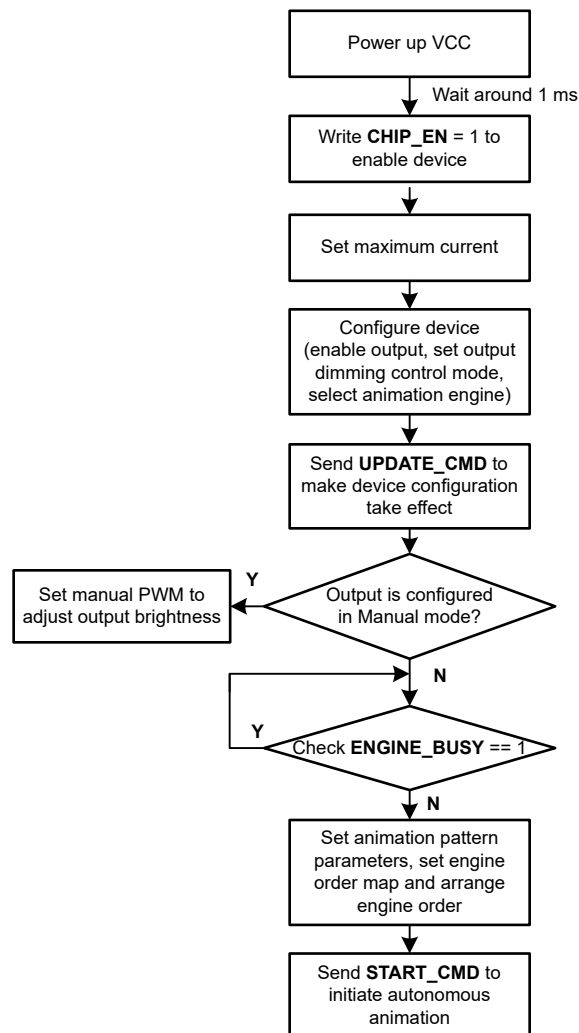 Power up VCC
Wait around 1 ms
Write CHIP_EN = 1 to
enable device
Set maximum current
Configure device
(enable output, set output
dimming control mode,
select animation engine)
Send UPDATE_CMD to
make device configuration
take effect
Y
Set manual PWM to
adjust output brightness
Output is configured
in Manual mode?
N
Y
Check ENGINE_BUSY == 1
N
Set animation pattern
parameters, set engine
order map and arrange
engine order
Send START_CMD to
initiate autonomous
animation